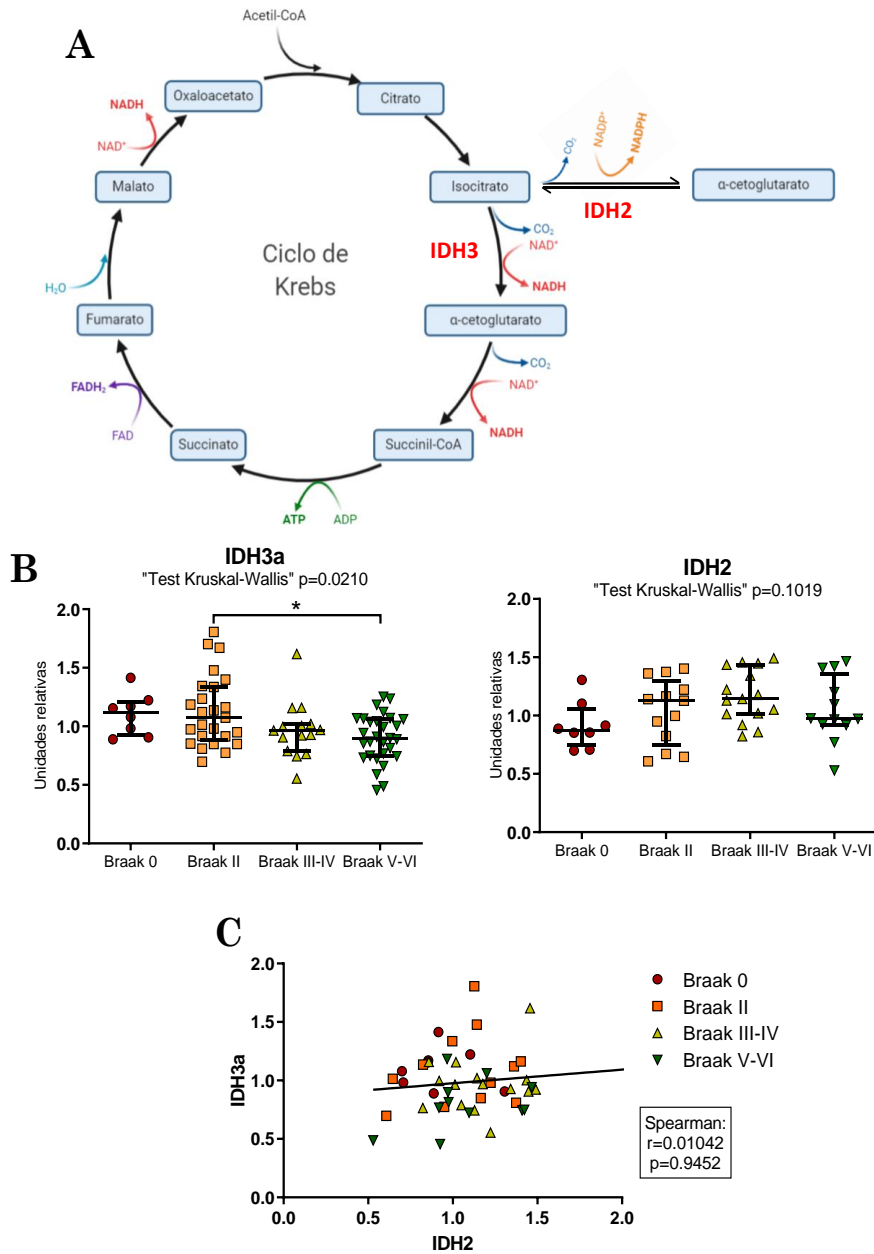 A
Acetil-CoA
Oxaloacetato
Citrato
NADH
NAD⁺
CO₂
NADP⁺
NADPH
Malato
Isocitrato
α-cetoglutarato
IDH2
CO₂
IDH3
NAD⁺
NADH
Ciclo de
Krebs
H₂O
Fumarato
α-cetoglutarato
CO₂
FADH₂
NAD⁺
FAD
NADH
Succinato
Succinil-CoA
ATP
ADP
B
IDH3a
"Test Kruskal-Wallis" p=0.0210
*
Unidades relativas
2.0
1.5
1.0
0.5
0.0
Braak 0
Braak II
Braak III-IV
Braak V-VI
IDH2
"Test Kruskal-Wallis" p=0.1019
Unidades relativas
2.0
1.5
1.0
0.5
0.0
Braak 0
Braak II
Braak III-IV
Braak V-VI
C
IDH3a
2.0
1.5
1.0
0.5
0.0
0.0
0.5
1.0
1.5
2.0
IDH2
Braak 0
Braak II
Braak III-IV
Braak V-VI
Spearman:
r=0.01042
p=0.9452